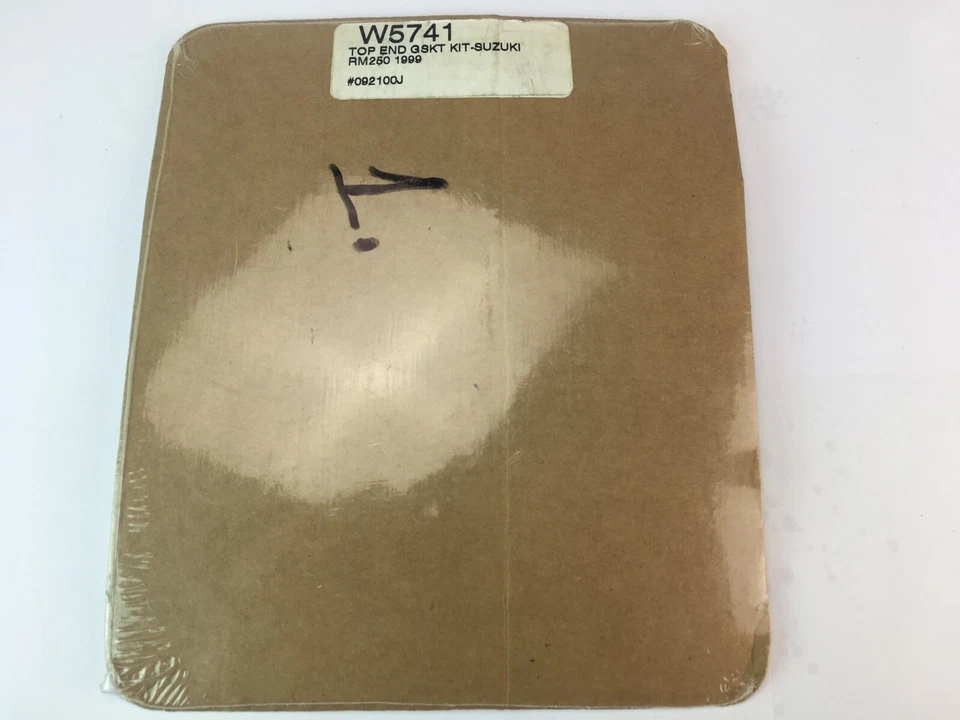 W5741
TOP END GSKT KIT-SUZUKI
RM250 1999
#092100J